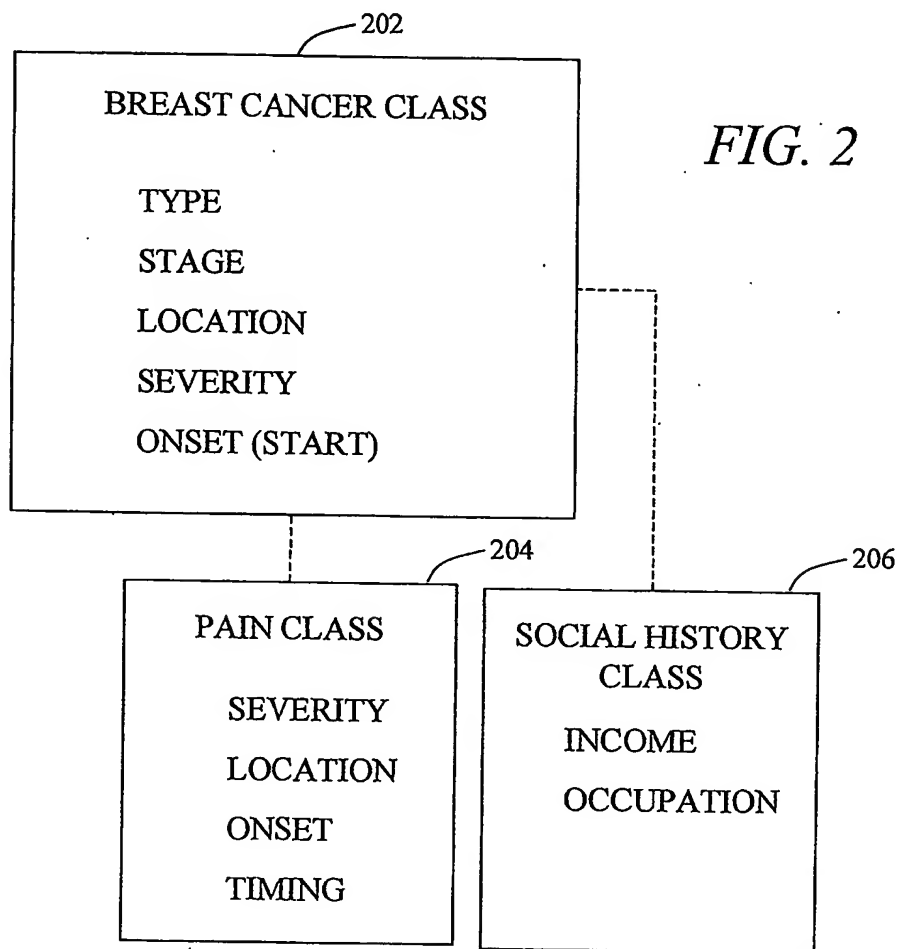 202
BREAST CANCER CLASS
FIG. 2
TYPE
STAGE
LOCATION
SEVERITY
ONSET (START)
204
PAIN CLASS
SEVERITY
LOCATION
ONSET
TIMING
206
SOCIAL HISTORY
CLASS
INCOME
OCCUPATION